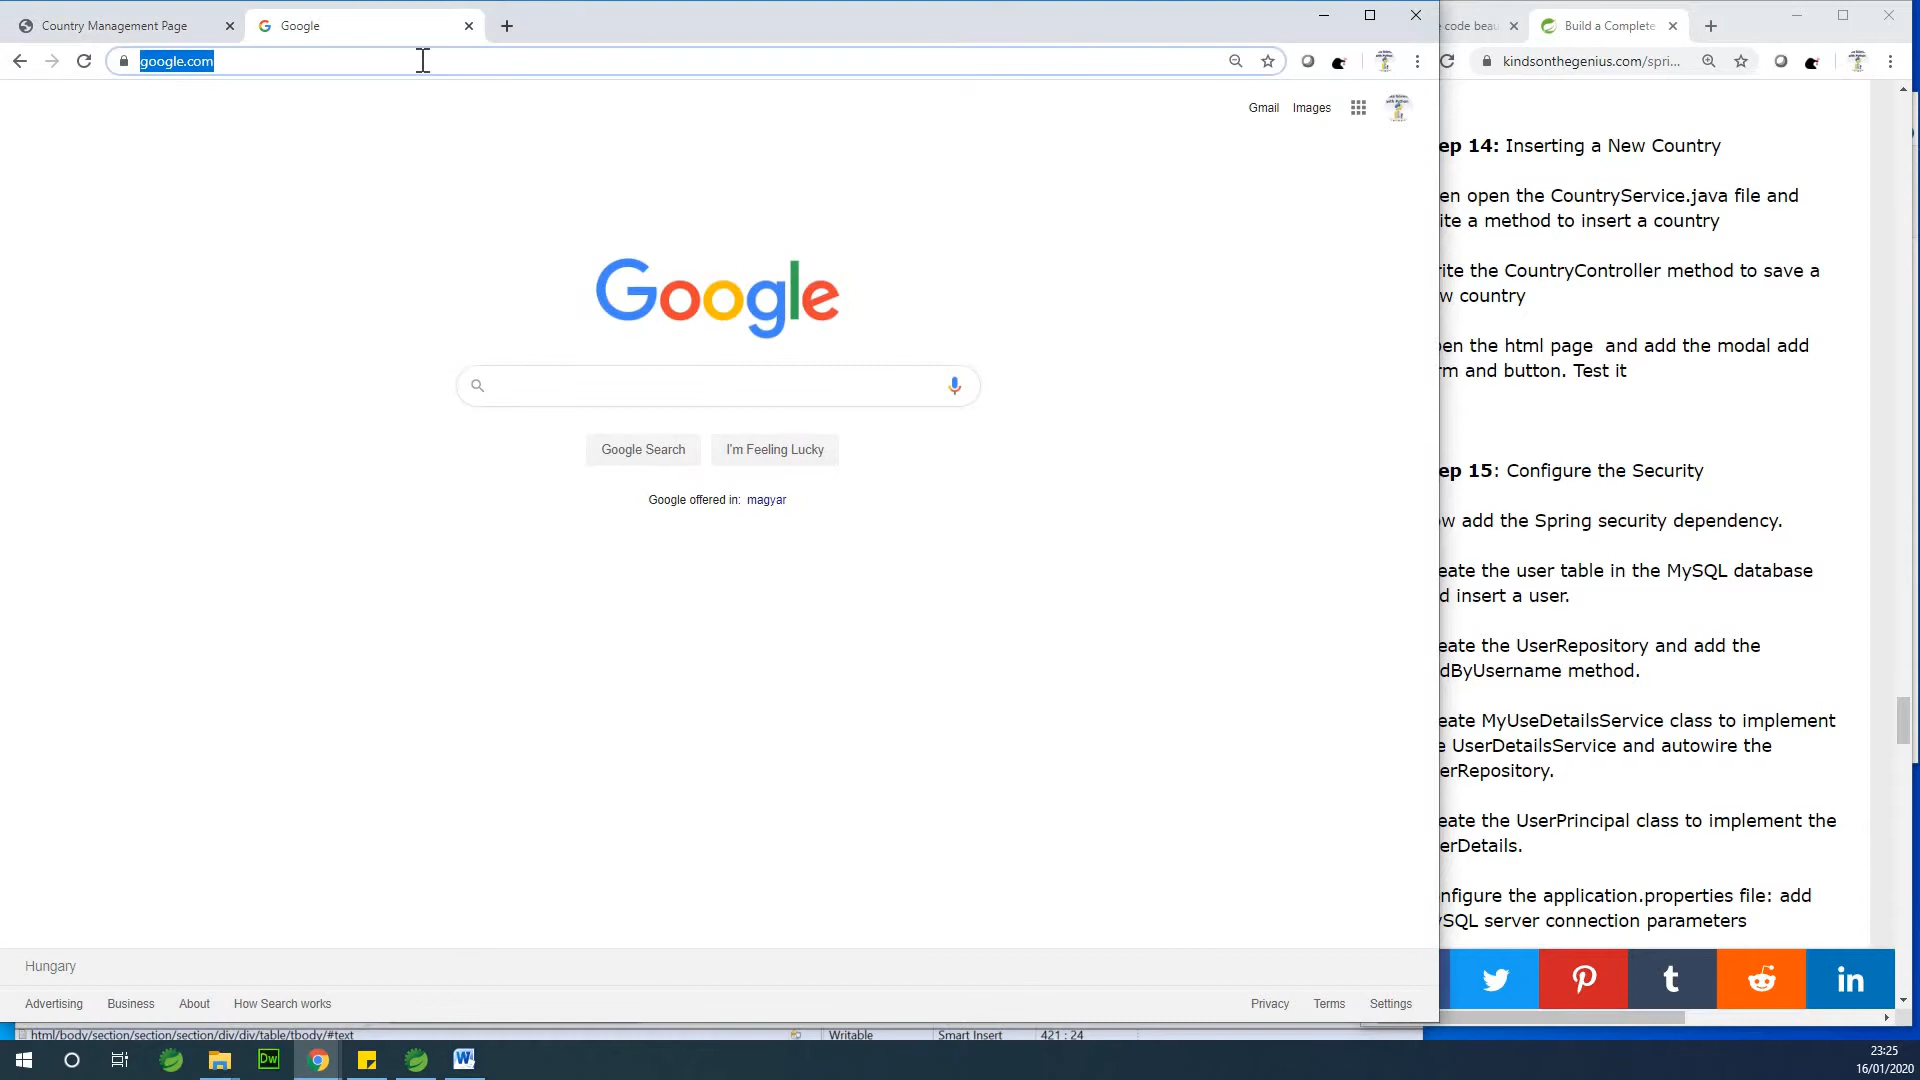 Country Management Page
Google
google.com
Gmail
Images
Google
Google Search
I'm Feeling Lucky
Google offered in: magyar
Hungary
Advertising
Business
About
How Search works
Privacy
Terms
Settings
code beau
Build a Complete
kindsonthegenius.com/spri...
ep 14: Inserting a New Country
en open the CountryService.java file and
ite a method to insert a country
ite the CountryController method to save a
w country
en the html page and add the modal add
rm and button. Test it
ep 15: Configure the Security
w add the Spring security dependency.
eate the user table in the MySQL database
d insert a user.
eate the UserRepository and add the
dByUsername method.
eate MyUseDetailsService class to implement
e UserDetailsService and autowire the
erRepository.
eate the UserPrincipal class to implement the
erDetails.
nfigure the application.properties file: add
ySQL server connection parameters
html/body/section/section/section/div/div/table/tbody/#text
Writable
Smart Insert
421 : 24
Dw
23:25
16/01/2020